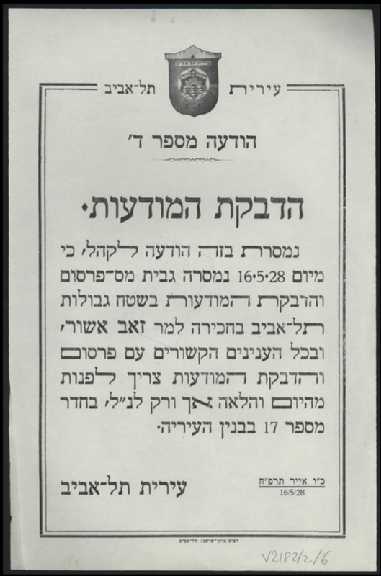 עירית תל־אביב
הודעה מספר ד'
הדבקת המודעות.
נמסרת בזה הודעה לקהל, כי
מיום 16.5.28 נמסרה גבית מס־פרסום
והדבקת המודעות בשטח גבולות
תל־אביב בחכירה למר זאב אשור,
ובכל הענינים הקשורים עם פרסום
והדבקת המודעות צריך לפנות
מהיום והלאה אך ורק לנ"ל, בחדר
מספר 17 בבנין העיריה.
כ"ו אייר תרפ"ח
16/5/28
עירית תל־אביב
V2182/2/6